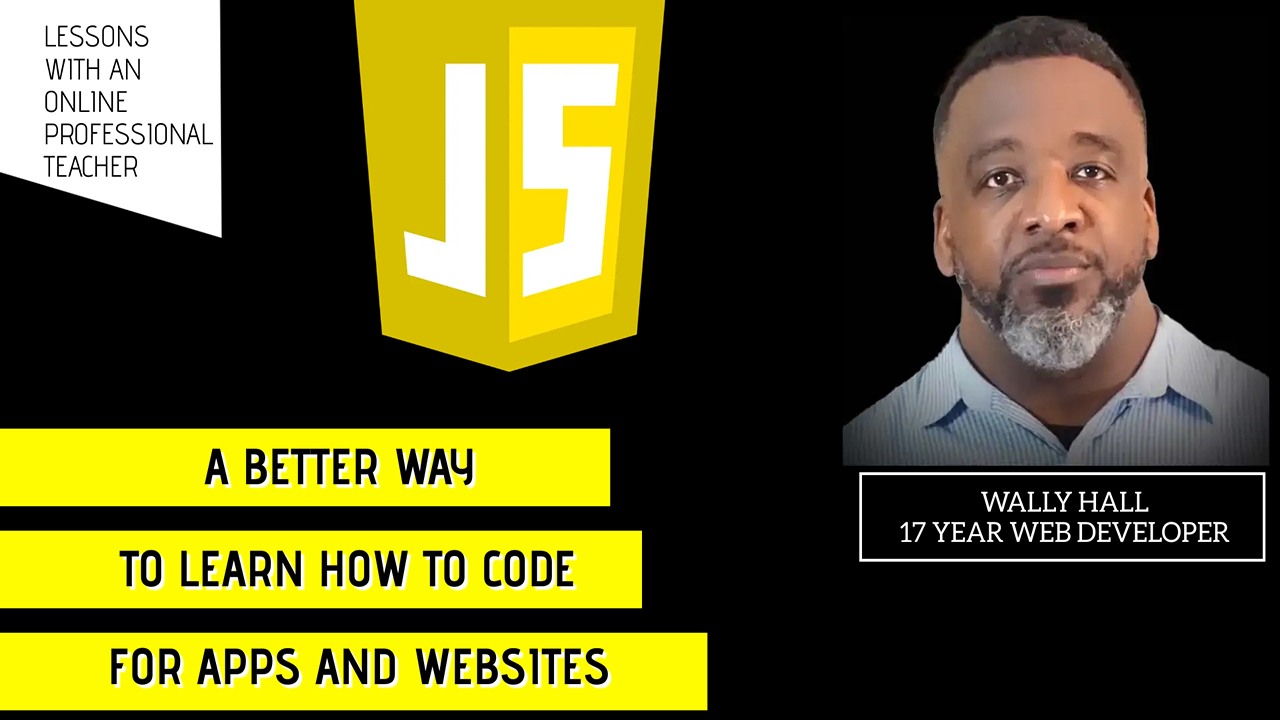 LESSONS
WITH AN
ONLINE
PROFESSIONAL
TEACHER
JS
A BETTER WAY
TO LEARN HOW TO CODE
FOR APPS AND WEBSITES
WALLY HALL
17 YEAR WEB DEVELOPER